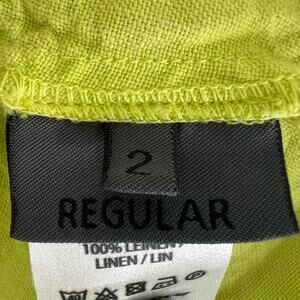 2
REGULAR
100% LEINEN /
LINEN / LIN